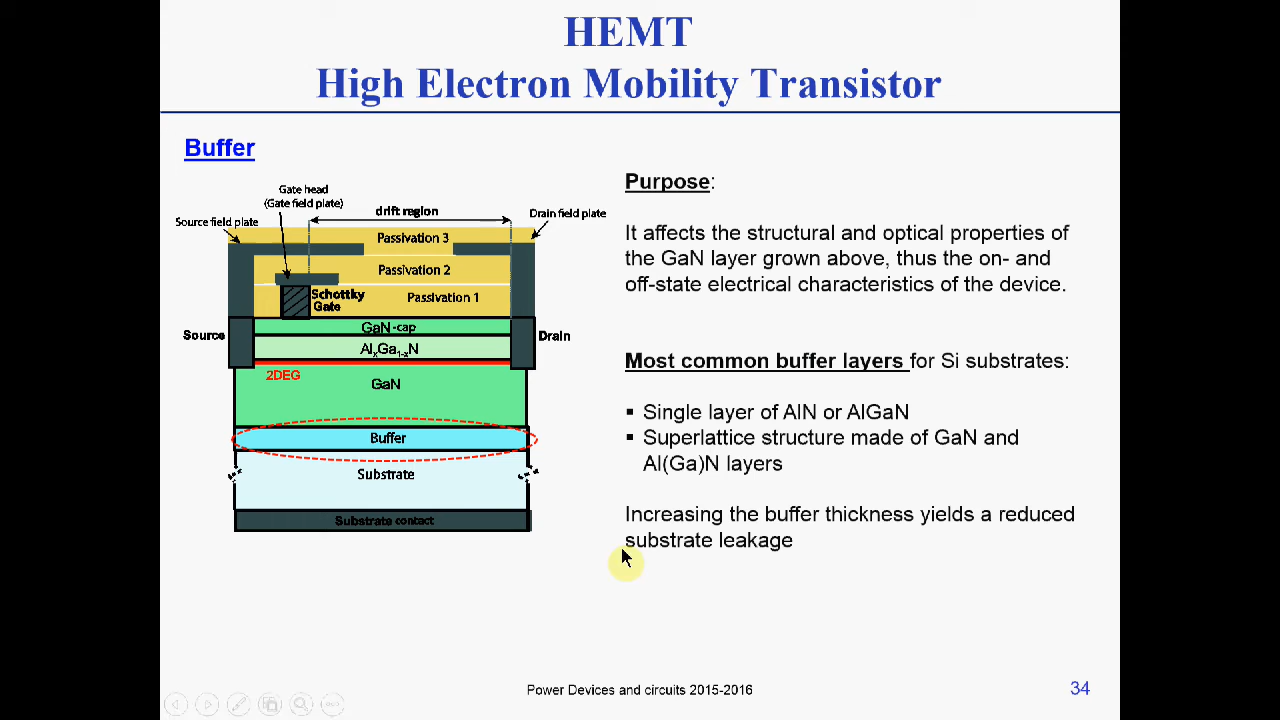 HEMT
High Electron Mobility Transistor
Buffer
Gate head
(Gate field plate)
Source field plate
drift region
Drain field plate
Passivation 3
Passivation 2
Passivation 1
Schottky
Gate
Source
Drain
GaN-cap
AlxGa1-xN
2DEG
GaN
Buffer
Substrate
Substrate contact
Purpose:
It affects the structural and optical properties of
the GaN layer grown above, thus the on- and
off-state electrical characteristics of the device.
Most common buffer layers for Si substrates:
▪ Single layer of AlN or AlGaN
▪ Superlattice structure made of GaN and
Al(Ga)N layers
Increasing the buffer thickness yields a reduced
substrate leakage
Power Devices and circuits 2015-2016
34